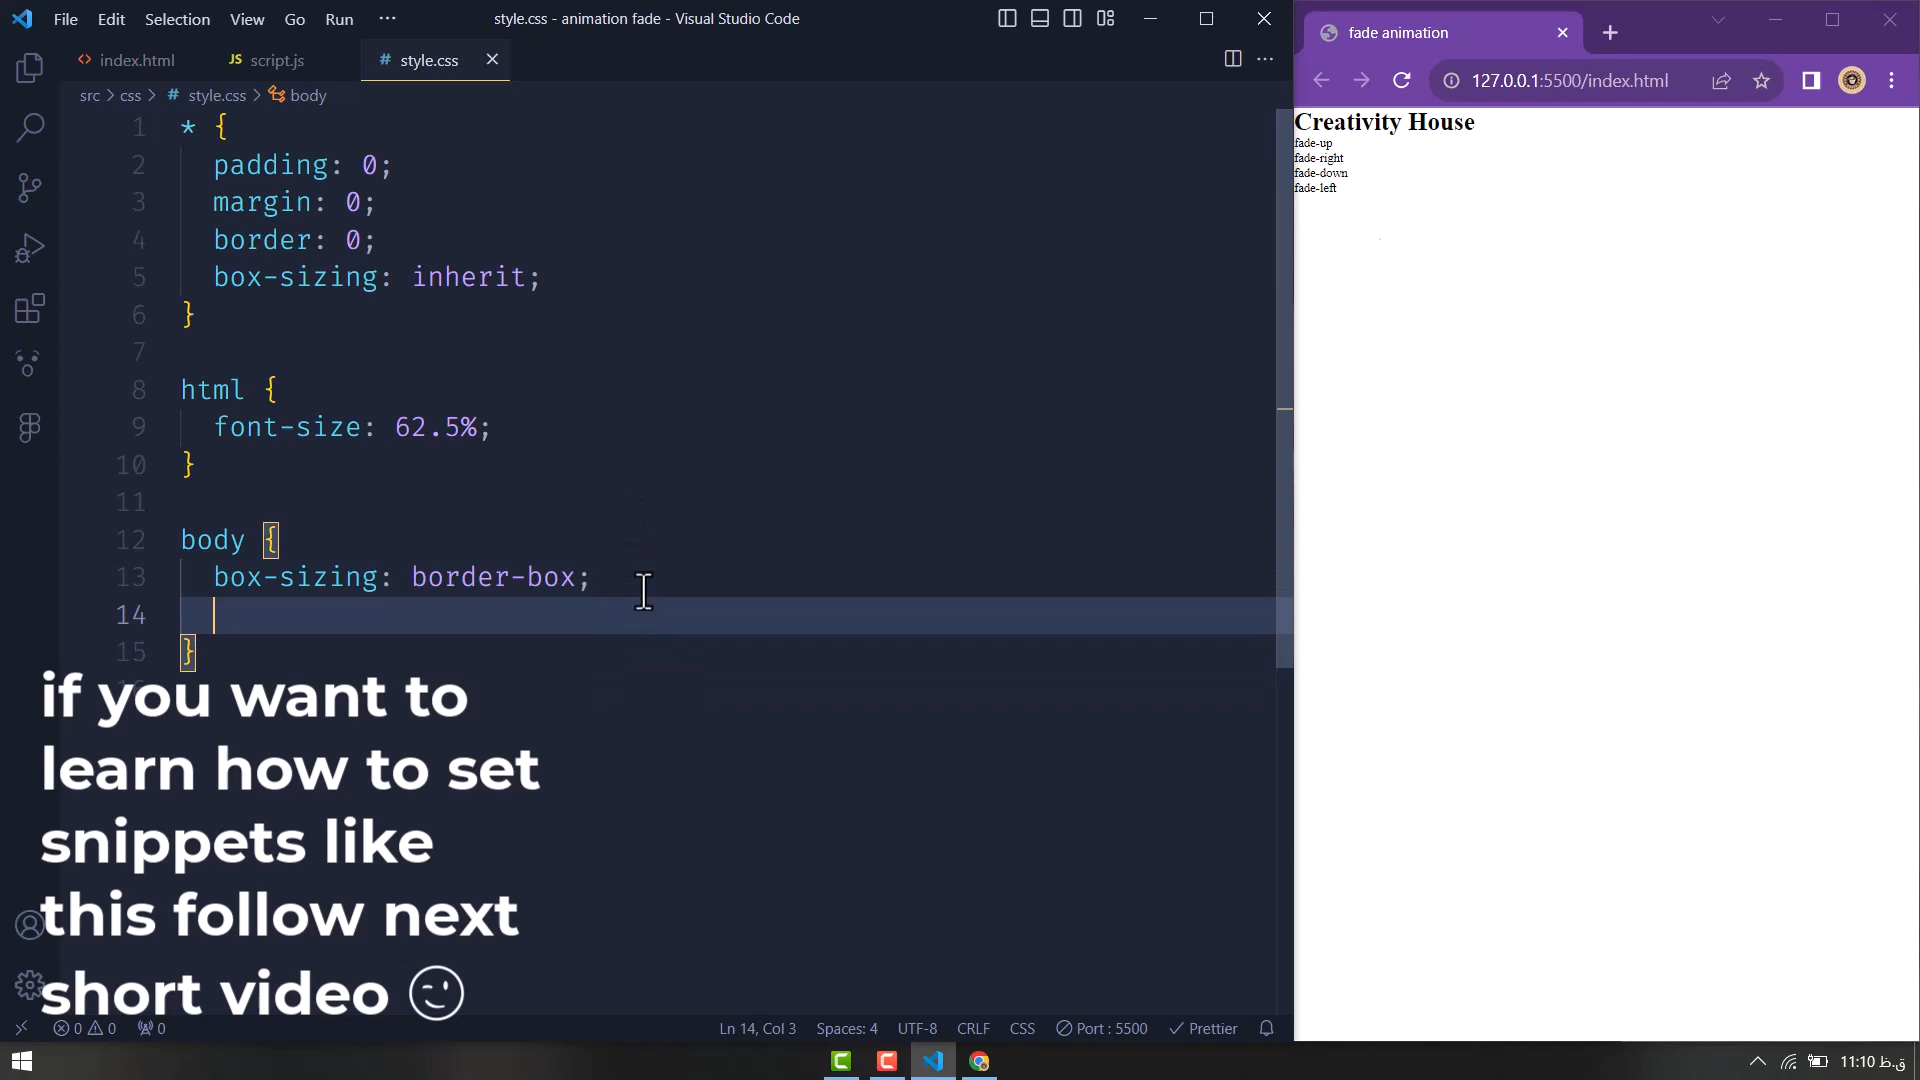 File Edit Selection View Go Run ···
style.css - animation fade - Visual Studio Code
index.html
JS script.js
# style.css
src > css > # style.css > body
1 * {
2 padding: 0;
3 margin: 0;
4 border: 0;
5 box-sizing: inherit;
6 }
7
8 html {
9 font-size: 62.5%;
10 }
11
12 body {
13 box-sizing: border-box;
14
15 }
if you want to
learn how to set
snippets like
this follow next
short video 😉
0 0 0
Ln 14, Col 3 Spaces: 4 UTF-8 CRLF CSS Port : 5500 Prettier
fade animation
127.0.0.1:5500/index.html
Creativity House
fade-up
fade-right
fade-down
fade-left
11:10 ق.ظ